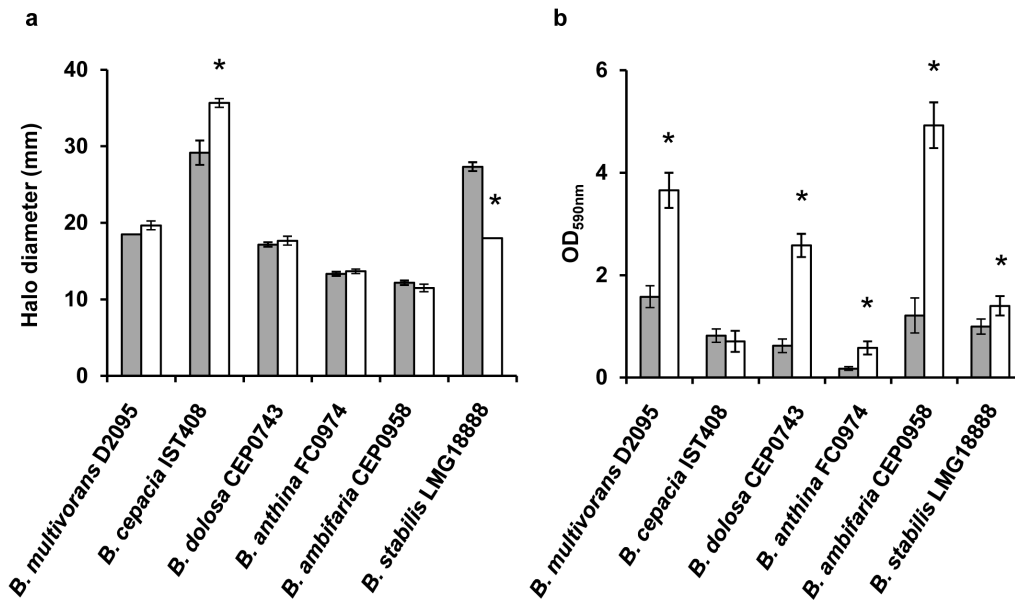 a
*
40
30
20
10
0
Halo diameter (mm)
*
B. multivorans D2095
B. cepacia IST408
B. dolosa CEP0743
B. anthina FC0974
B. ambifaria CEP0958
B. stabilis LMG18888
b
6
4
2
0
OD590nm
*
*
*
*
*
B. multivorans D2095
B. cepacia IST408
B. dolosa CEP0743
B. anthina FC0974
B. ambifaria CEP0958
B. stabilis LMG18888